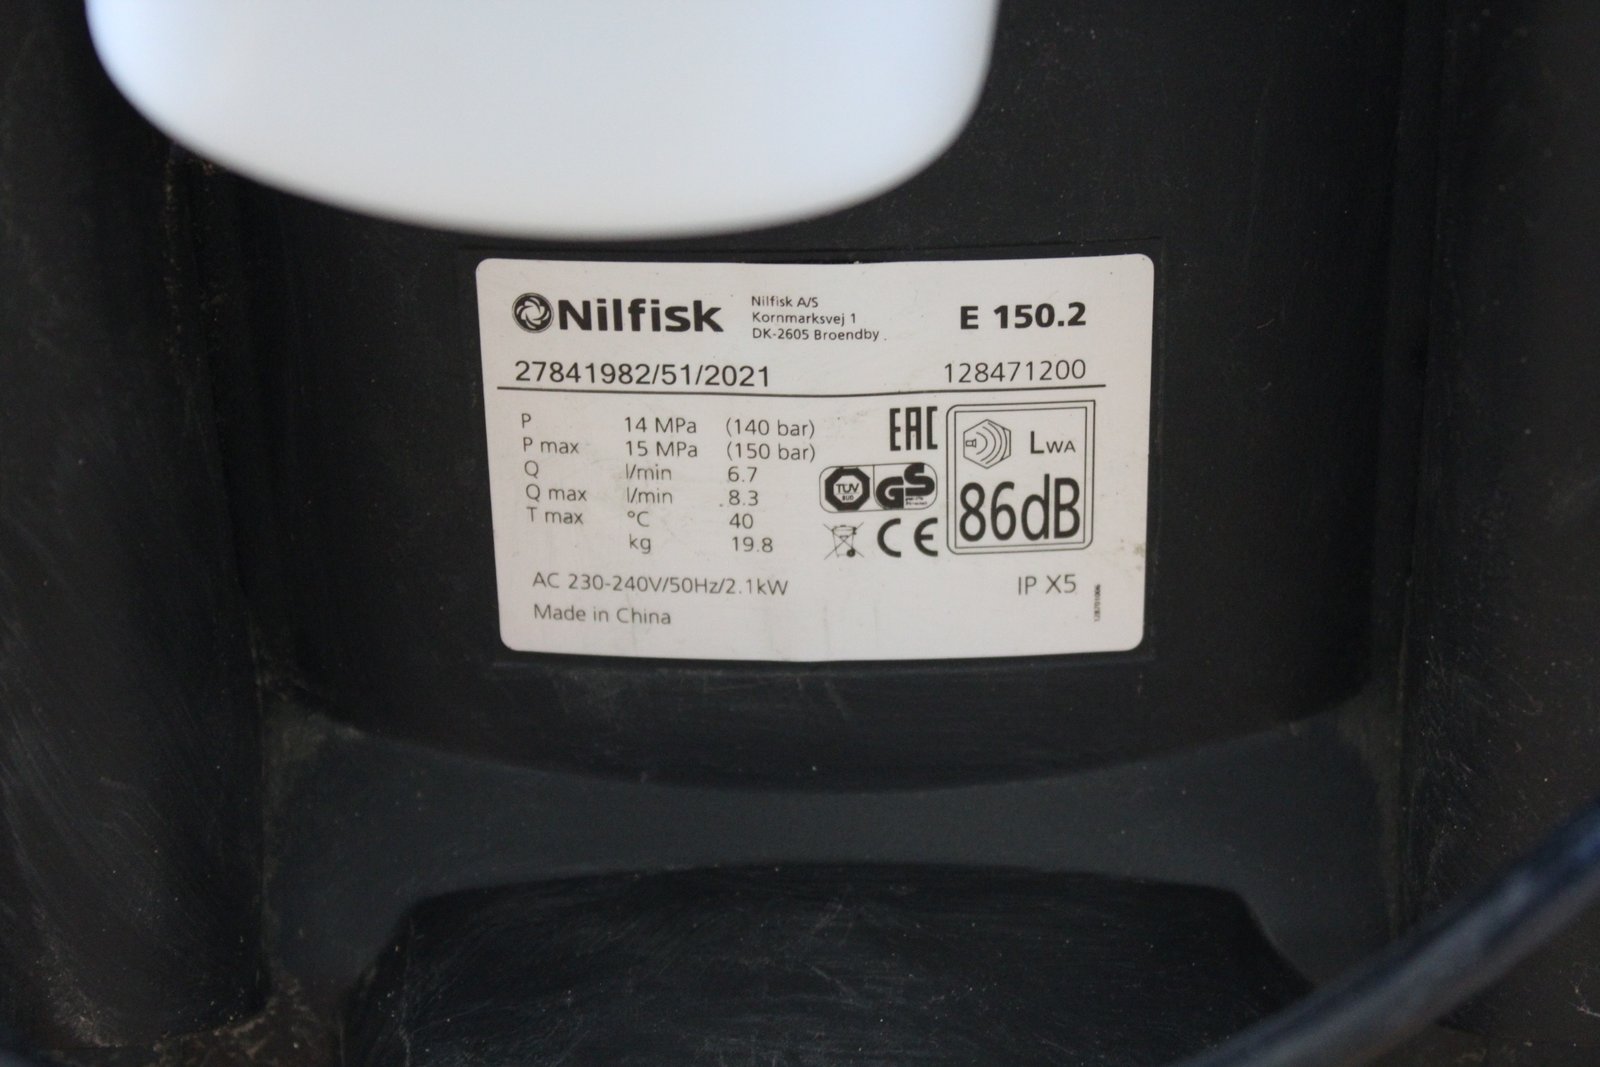 Nilfisk
Nilfisk A/S
Kornmarksvej 1
DK-2605 Broendby
E 150.2
27841982/51/2021
128471200
P 14 MPa (140 bar)
P max 15 MPa (150 bar)
Q l/min 6.7
Q max l/min 8.3
T max °C 40
kg 19.8
EAC
TÜV
SÜD
GS
CE
LWA
86dB
AC 230-240V/50Hz/2.1kW
IP X5
Made in China